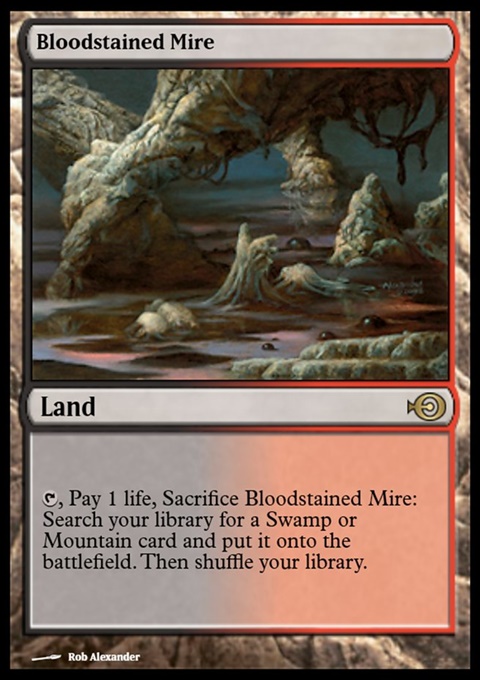 Bloodstained Mire
Land
, Pay 1 life, Sacrifice Bloodstained Mire:
Search your library for a Swamp or
Mountain card and put it onto the
battlefield. Then shuffle your library.
Rob Alexander